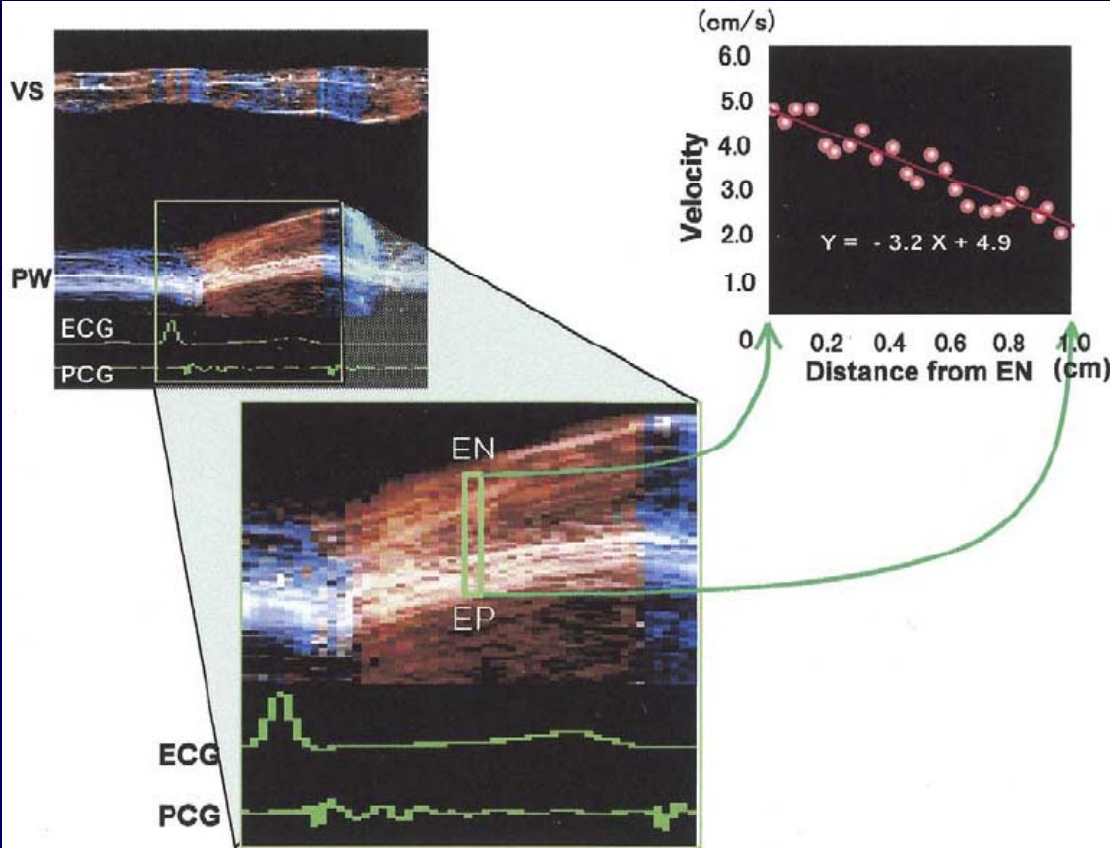 VS
PW
ECG
PCG
(cm/s)
6.0
5.0
4.0
3.0
2.0
1.0
0
Velocity
Y = - 3.2 X + 4.9
0.2 0.4 0.6 0.8 1.0
Distance from EN (cm)
EN
EP
ECG
PCG